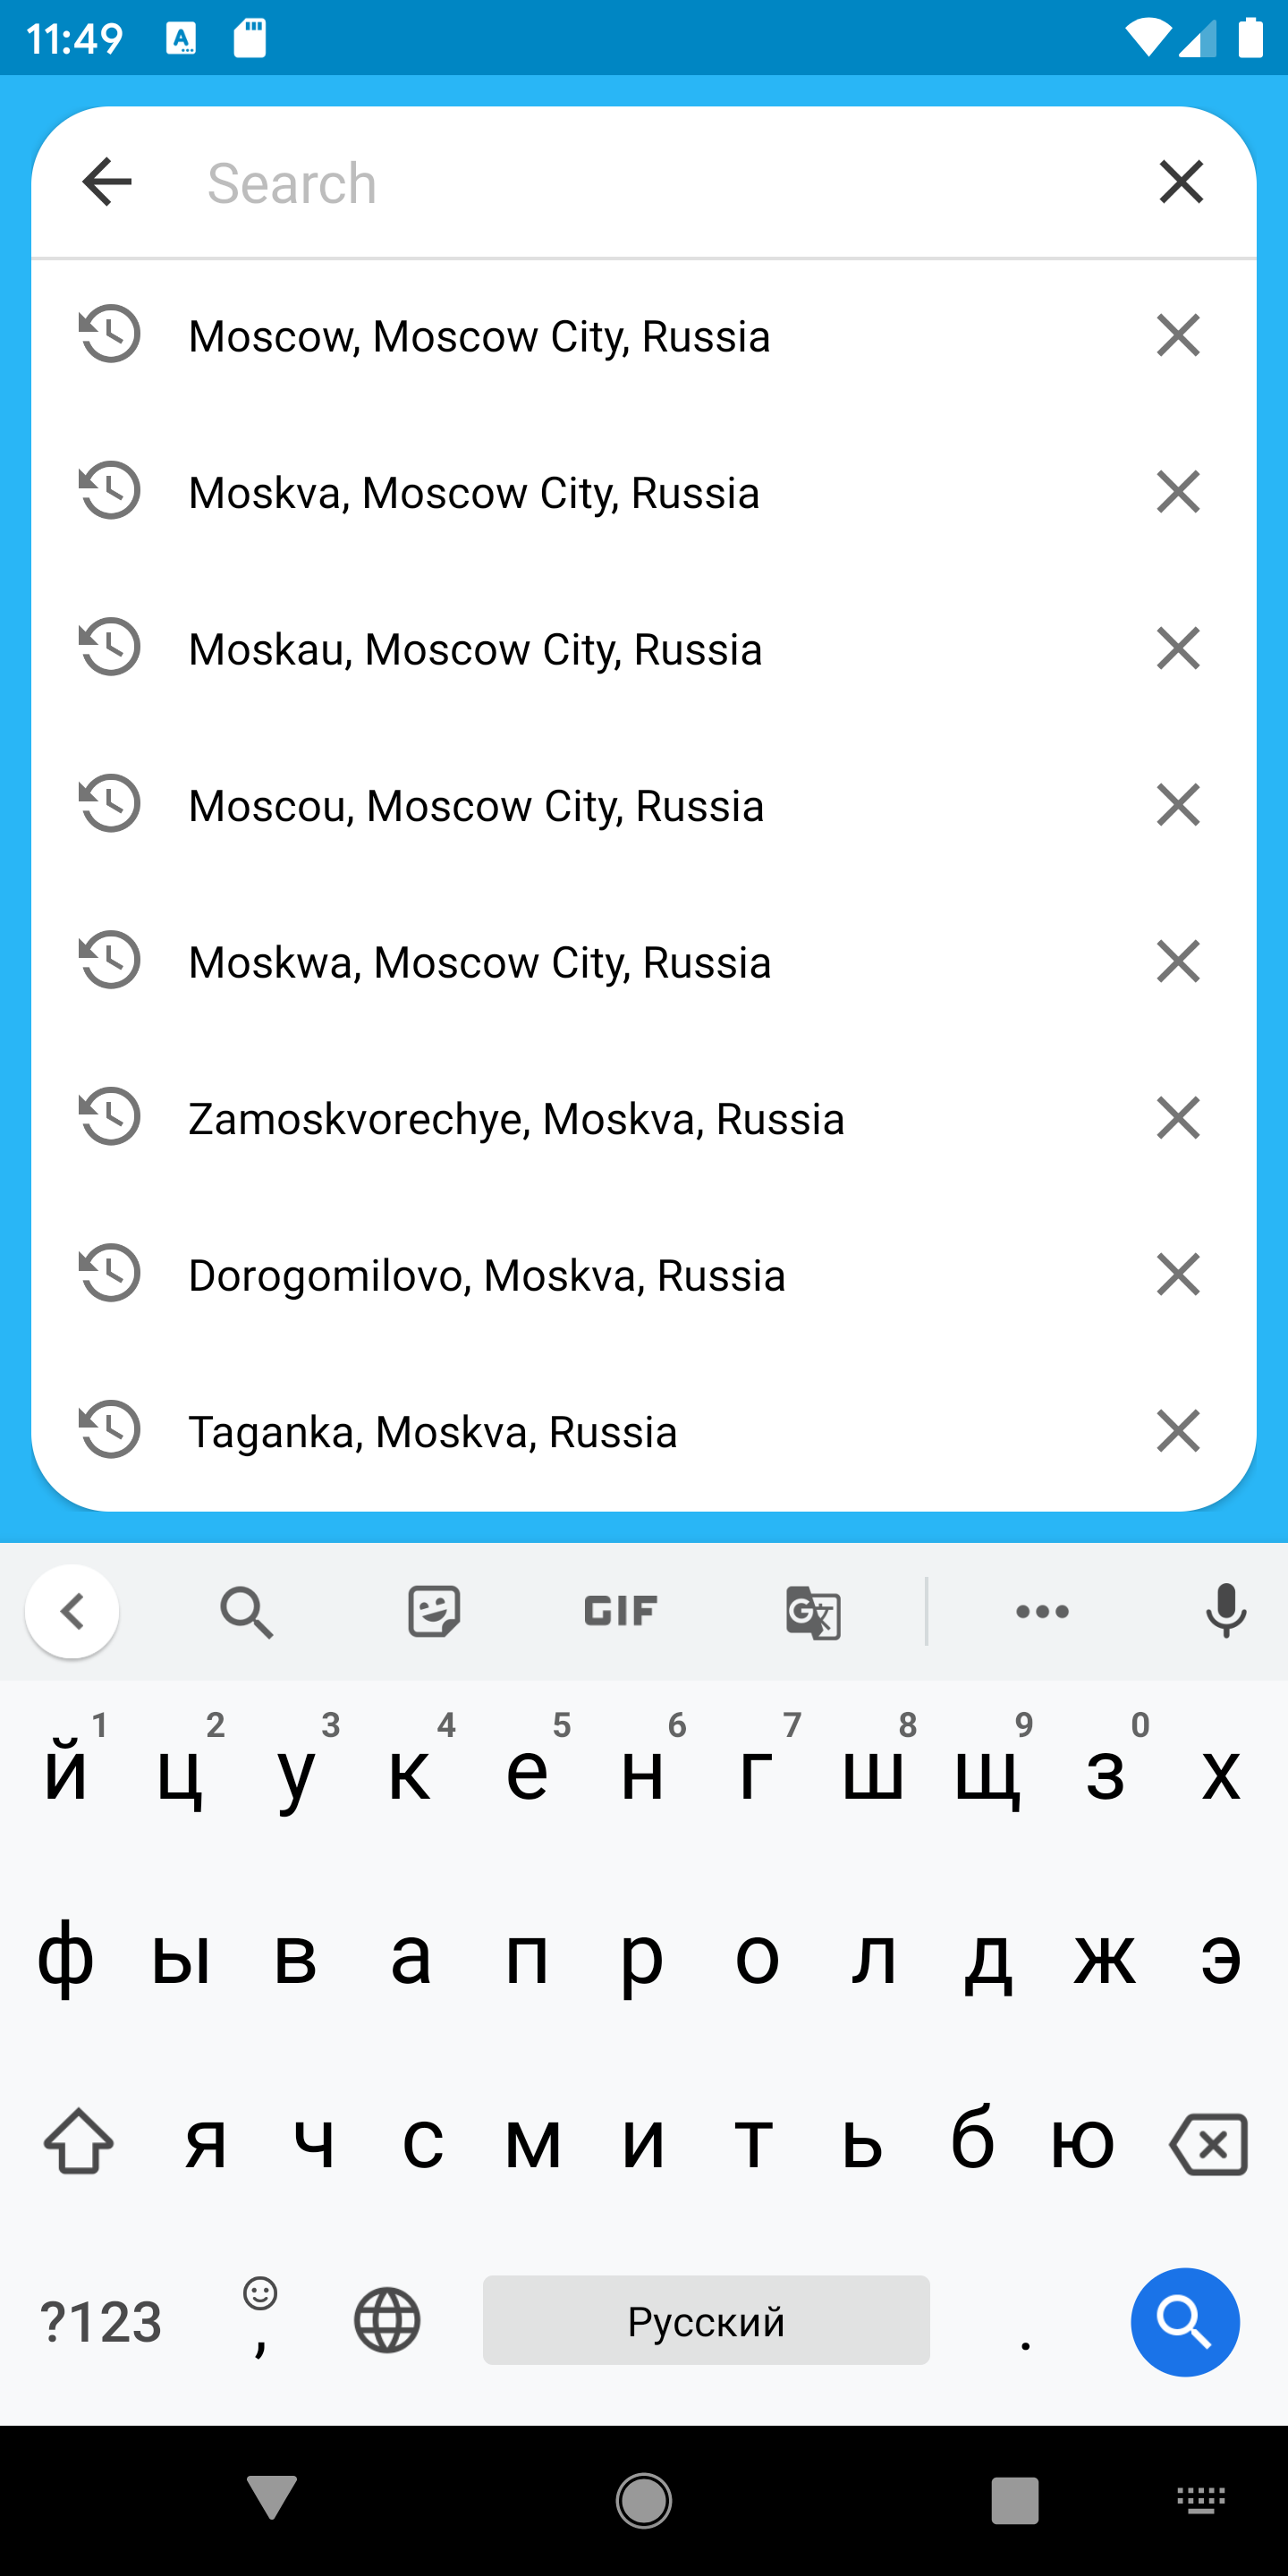 11:49
Search
Moscow, Moscow City, Russia
Moskva, Moscow City, Russia
Moskau, Moscow City, Russia
Moscou, Moscow City, Russia
Moskwa, Moscow City, Russia
Zamoskvorechye, Moskva, Russia
Dorogomilovo, Moskva, Russia
Taganka, Moskva, Russia
GIF
1 2 3 4 5 6 7 8 9 0
й ц у к е н г ш щ з х
ф ы в а п р о л д ж э
я ч с м и т ь б ю
?123 , Русский .